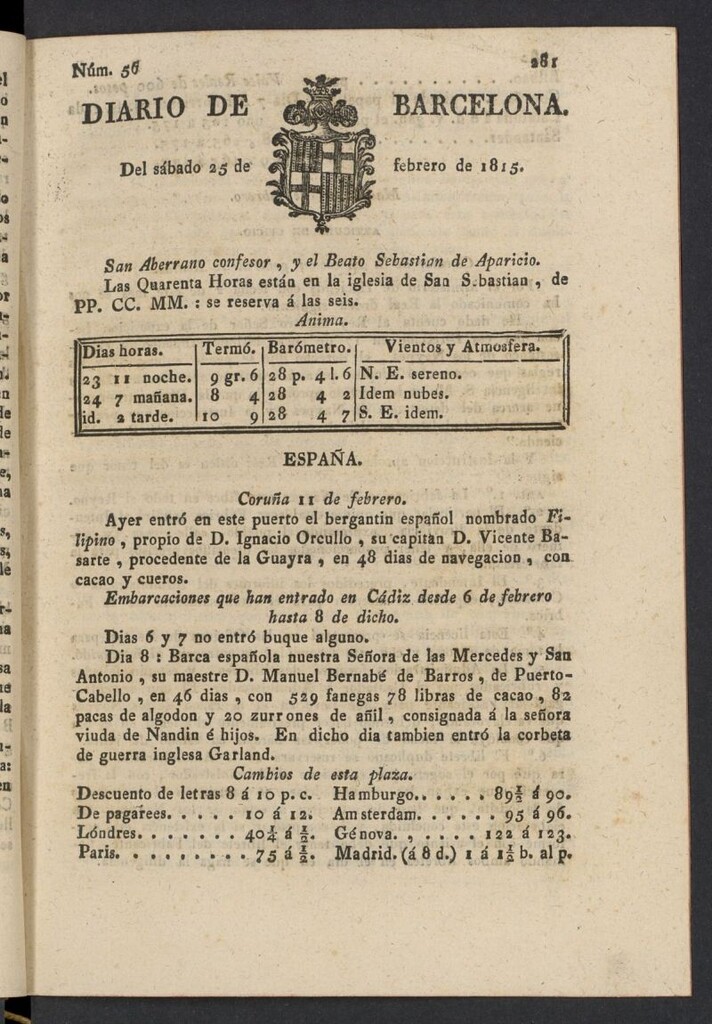 Núm. 56 281
DIARIO DE BARCELONA.
Del sábado 25 de febrero de 1815.
San Aberrano confesor , y el Beato Sebastian de Aparicio.
Las Quarenta Horas están en la iglesia de San S.bastian , de
PP. CC. MM. : se reserva á las seis.
Anima.
Dias horas. Termó. Barómetro. Vientos y Atmosfera.
23 11 noche. 9 gr. 6 28 p. 4 l. 6 N. E. sereno.
24 7 mañana. 8 4 28 4 2 Idem nubes.
id. 2 tarde. 10 9 28 4 7 S. E. idem.
ESPAÑA.
Coruña 11 de febrero.
Ayer entró en este puerto el bergantin español nombrado Fi-
lipino , propio de D. Ignacio Orcullo , su capitan D. Vicente Ba-
sarte , procedente de la Guayra , en 48 dias de navegacion , con
cacao y cueros.
Embarcaciones que han entrado en Cádiz desde 6 de febrero
hasta 8 de dicho.
Dias 6 y 7 no entró buque alguno.
Dia 8 : Barca española nuestra Señora de las Mercedes y San
Antonio , su maestre D. Manuel Bernabé de Barros , de Puerto-
Cabello , en 46 dias , con 529 fanegas 78 libras de cacao , 82
pacas de algodon y 20 zurrones de añil , consignada á la señora
viuda de Nandin é hijos. En dicho dia tambien entró la corbeta
de guerra inglesa Garland.
Cambios de esta plaza.
Descuento de letras 8 á 10 p. c. Hamburgo. . . . . . 89½ á 90.
De pagarees. . . . . . 10 á 12. Amsterdam. . . . . . 95 á 96.
Lóndres. . . . . . . 40¼ á ½. Génova. , . . . . 122 á 123.
Paris. . . . . . . . . 75 á ½. Madrid. (á 8 d.) 1 á 1½ b. al p.